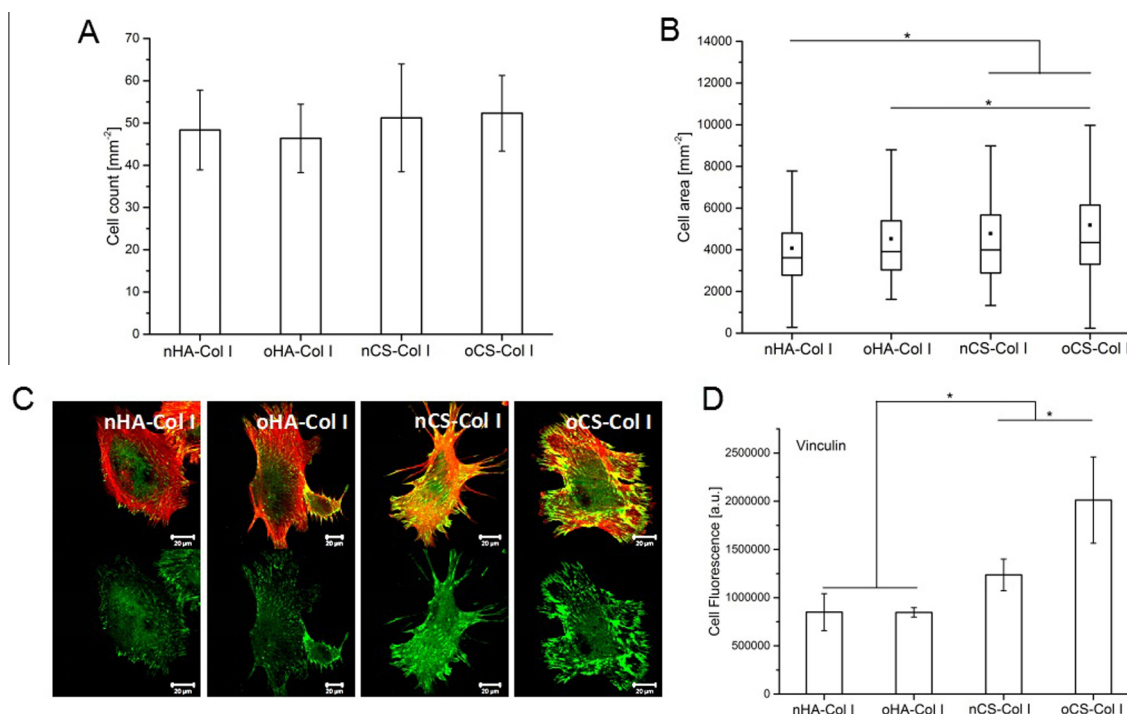 A
Cell count [mm-2]
70
60
50
40
30
20
10
0
nHA-Col I oHA-Col I nCS-Col I oCS-Col I
B
Cell area [mm-2]
14000
12000
10000
8000
6000
4000
2000
0
*
*
nHA-Col I oHA-Col I nCS-Col I oCS-Col I
C
nHA-Col I oHA-Col I nCS-Col I oCS-Col I
20 µm 20 µm 20 µm 20 µm
20 µm 20 µm 20 µm 20 µm
D
Cell Fluorescence [a.u.]
Vinculin
*
*
2500000
2000000
1500000
1000000
500000
0
nHA-Col I oHA-Col I nCS-Col I oCS-Col I